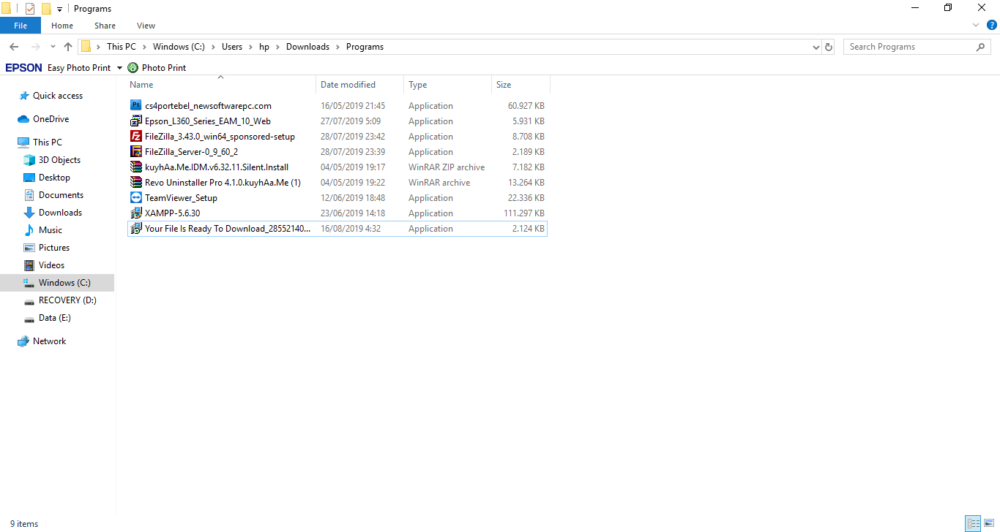 Programs
File Home Share View
This PC Windows (C:) Users hp Downloads Programs Search Programs
EPSON Easy Photo Print Photo Print
Name Date modified Type Size
cs4portebel_newsoftwarepc.com 16/05/2019 21:45 Application 60.927 KB
Epson_L360_Series_EAM_10_Web 27/07/2019 5:09 Application 5.931 KB
FileZilla_3.43.0_win64_sponsored-setup 28/07/2019 23:42 Application 8.708 KB
FileZilla_Server-0_9_60_2 28/07/2019 23:39 Application 2.189 KB
kuyhAa.Me.IDM.v6.32.11.Silent.Install 04/05/2019 19:17 WinRAR ZIP archive 7.182 KB
Revo Uninstaller Pro 4.1.0.kuyhAa.Me (1) 04/05/2019 19:22 WinRAR archive 13.264 KB
TeamViewer_Setup 12/06/2019 18:48 Application 22.336 KB
XAMPP-5.6.30 23/06/2019 14:18 Application 111.297 KB
Your File Is Ready To Download_28552140... 16/08/2019 4:32 Application 2.124 KB
Quick access
OneDrive
This PC
3D Objects
Desktop
Documents
Downloads
Music
Pictures
Videos
Windows (C:)
RECOVERY (D:)
Data (E:)
Network
9 items